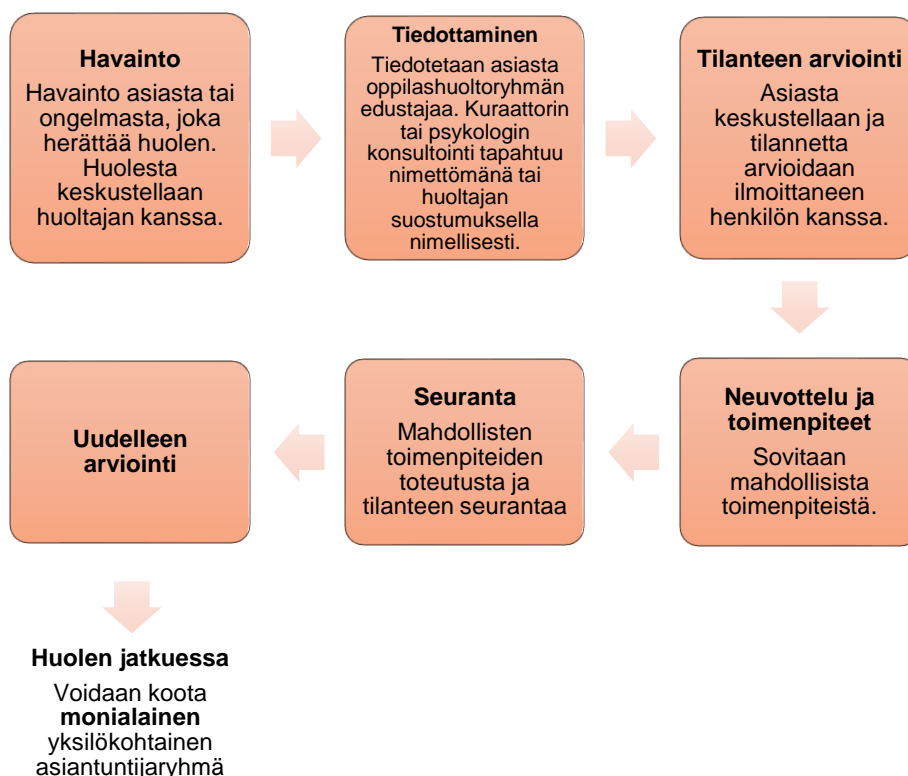 Havainto
Havainto asiasta tai
ongelmasta, joka
herättää huolen.
Huolesta
keskustellaan
huoltajan kanssa.
Tiedottaminen
Tiedotetaan asiasta
oppilashuoltoryhmän
edustajaa. Kuraattorin
tai psykologin
konsultointi tapahtuu
nimettömänä tai
huoltajan
suostumuksella
nimellisesti.
Tilanteen arviointi
Asiasta
keskustellaan ja
tilannetta
arvioidaan
ilmoittaneen
henkilön kanssa.
Neuvottelu ja
toimenpiteet
Sovitaan
mahdollisista
toimenpiteistä.
Seuranta
Mahdollisten
toimenpiteiden
toteutusta ja
tilanteen seurantaa
Uudelleen
arviointi
Huolen jatkuessa
Voidaan koota
monialainen
yksilökohtainen
asiantuntijaryhmä